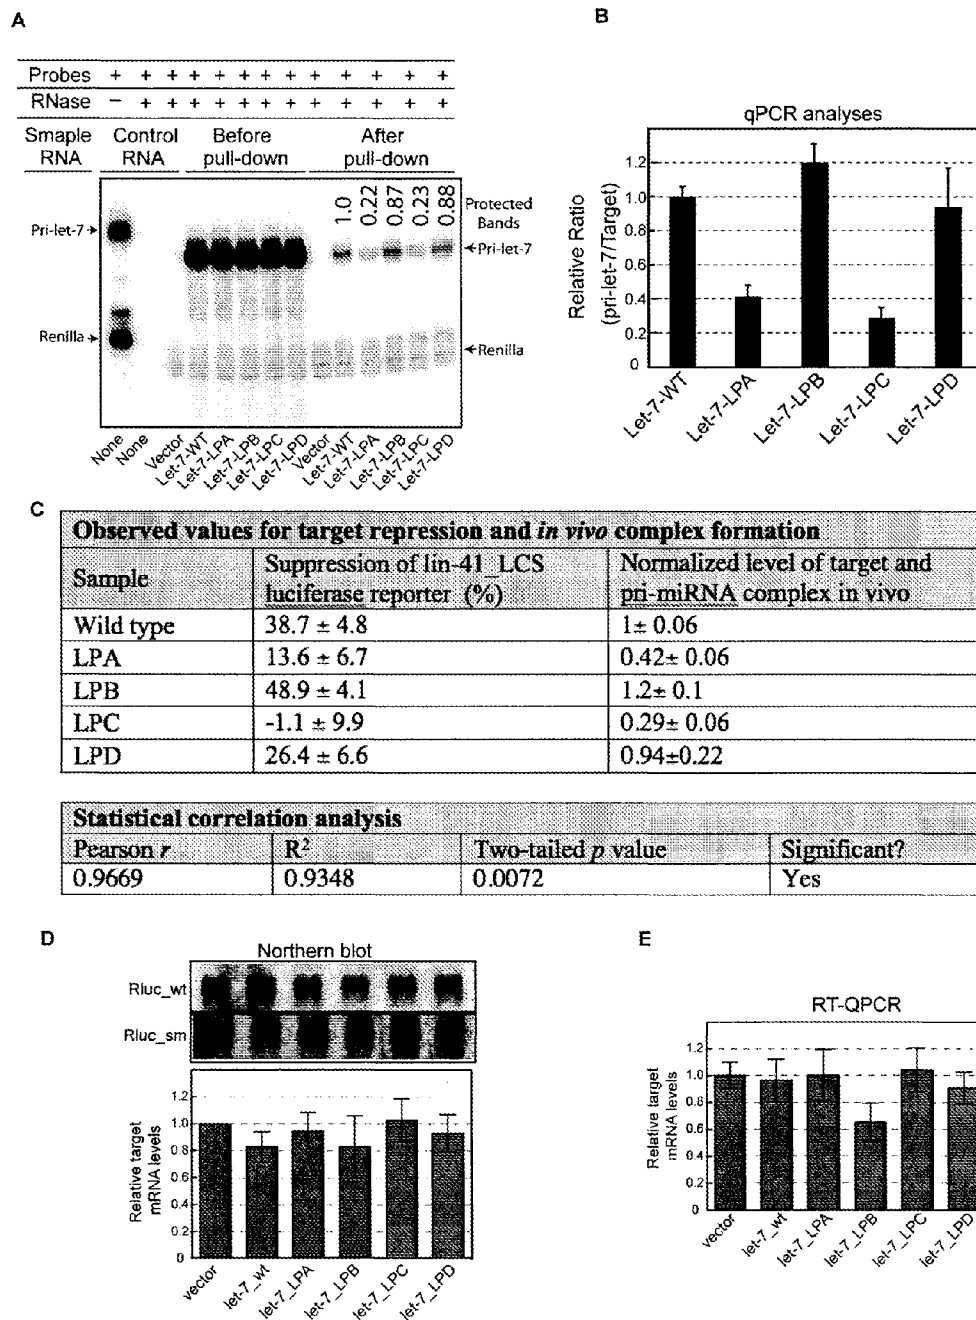 A
Probes + + + + + + + + + + + + +
RNase − + + + + + + + + + + + +
Smaple RNA
Control RNA
Before pull-down
After pull-down
1.0 0.22 0.87 0.23 0.88
Protected Bands
Pri-let-7
Pri-let-7
Renilla
Renilla
None None Vector Let-7-WT Let-7-LPA Let-7-LPB Let-7-LPC Let-7-LPD Vector Let-7-WT Let-7-LPA Let-7-LPB Let-7-LPC Let-7-LPD
B
qPCR analyses
Relative Ratio
(pri-let-7/Target)
1.2
1.0
0.8
0.6
0.4
0.2
0
Let-7-WT Let-7-LPA Let-7-LPB Let-7-LPC Let-7-LPD
C
Observed values for target repression and in vivo complex formation
Sample
Suppression of lin-41_LCS
luciferase reporter (%)
Normalized level of target and
pri-miRNA complex in vivo
Wild type 38.7 ± 4.8 1± 0.06
LPA 13.6 ± 6.7 0.42± 0.06
LPB 48.9 ± 4.1 1.2± 0.1
LPC -1.1 ± 9.9 0.29± 0.06
LPD 26.4 ± 6.6 0.94±0.22
Statistical correlation analysis
Pearson r R² Two-tailed p value Significant?
0.9669 0.9348 0.0072 Yes
D
Northern blot
Rluc_wt
Rluc_sm
Relative target
mRNA levels
1.2
1.0
0.8
0.6
0.4
0.2
0
vector let-7_wt let-7_LPA let-7_LPB let-7_LPC let-7_LPD
E
RT-QPCR
Relative target
mRNA levels
1.2
1.0
0.8
0.6
0.4
0.2
0
vector let-7_wt let-7_LPA let-7_LPB let-7_LPC let-7_LPD